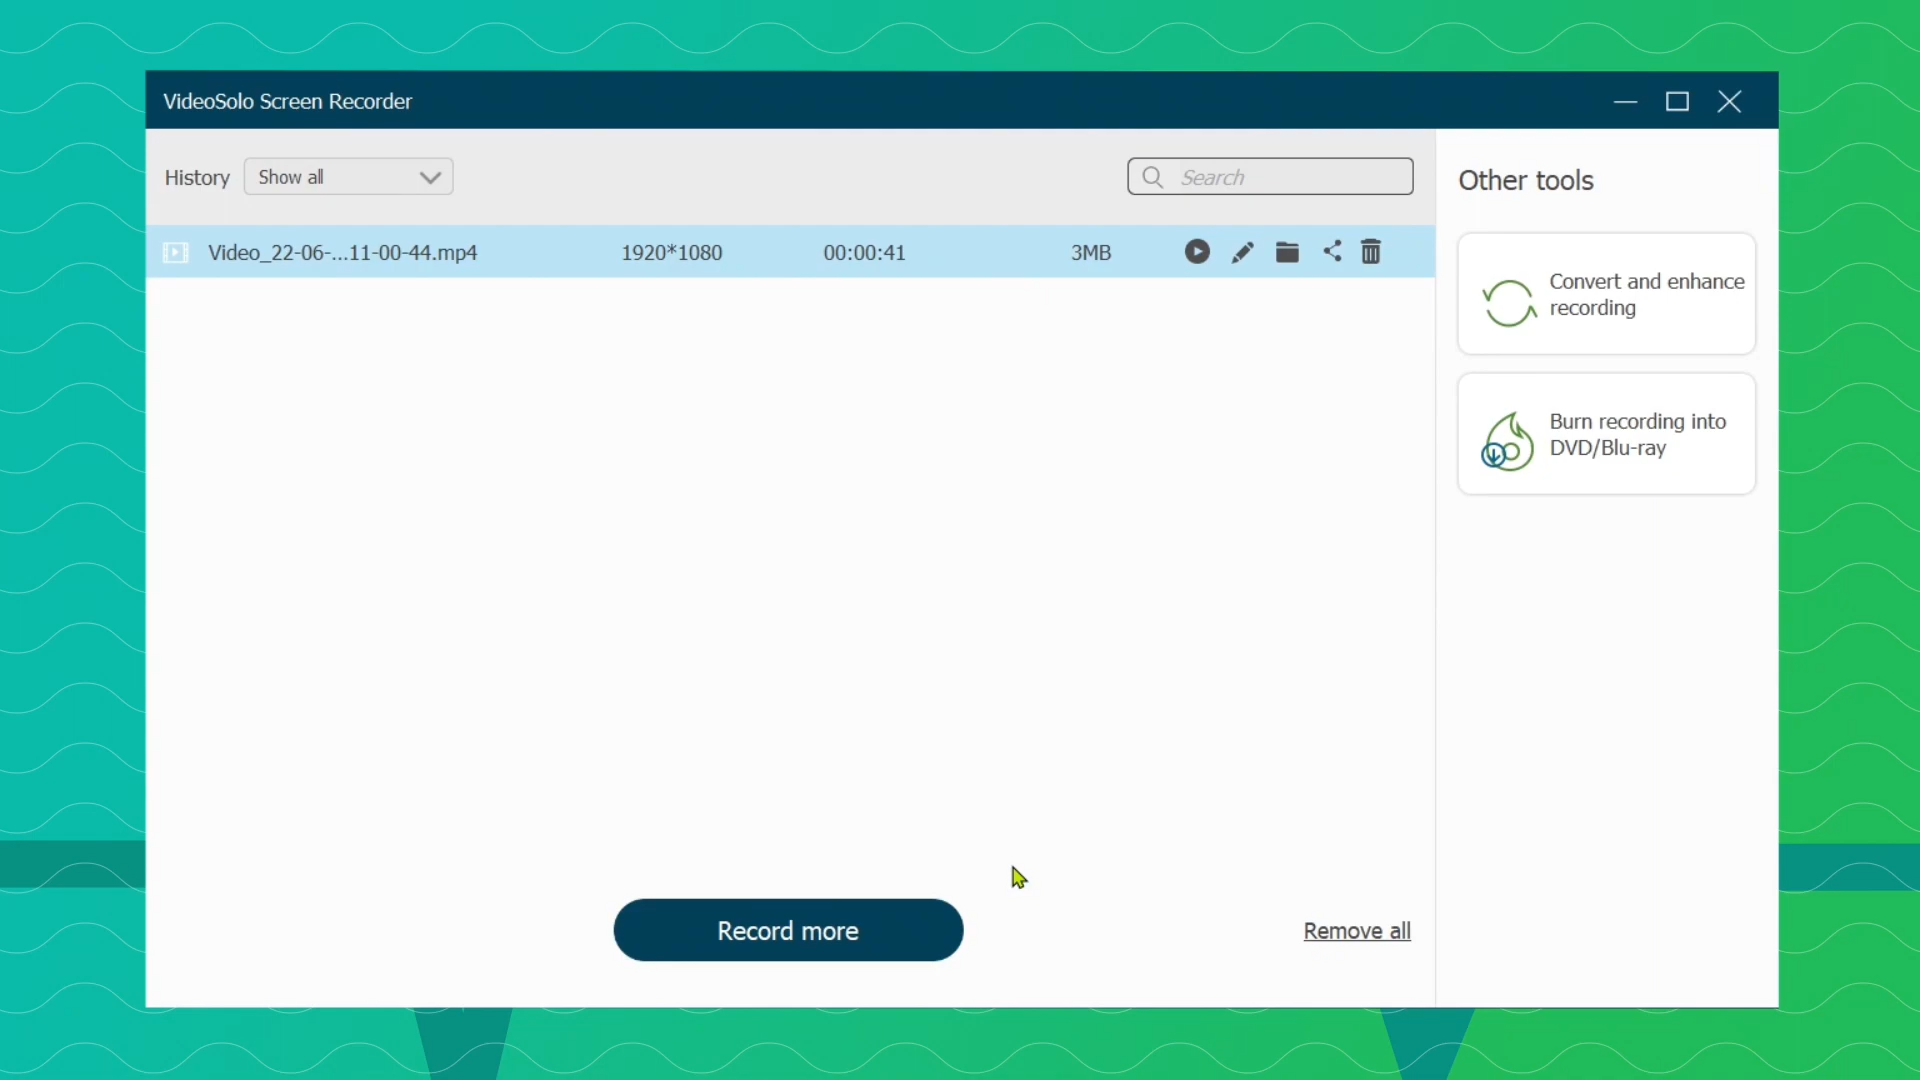 VideoSolo Screen Recorder
History Show all Search
Video_22-06-...11-00-44.mp4 1920*1080 00:00:41 3MB
Record more
Remove all
Other tools
Convert and enhance
recording
Burn recording into
DVD/Blu-ray